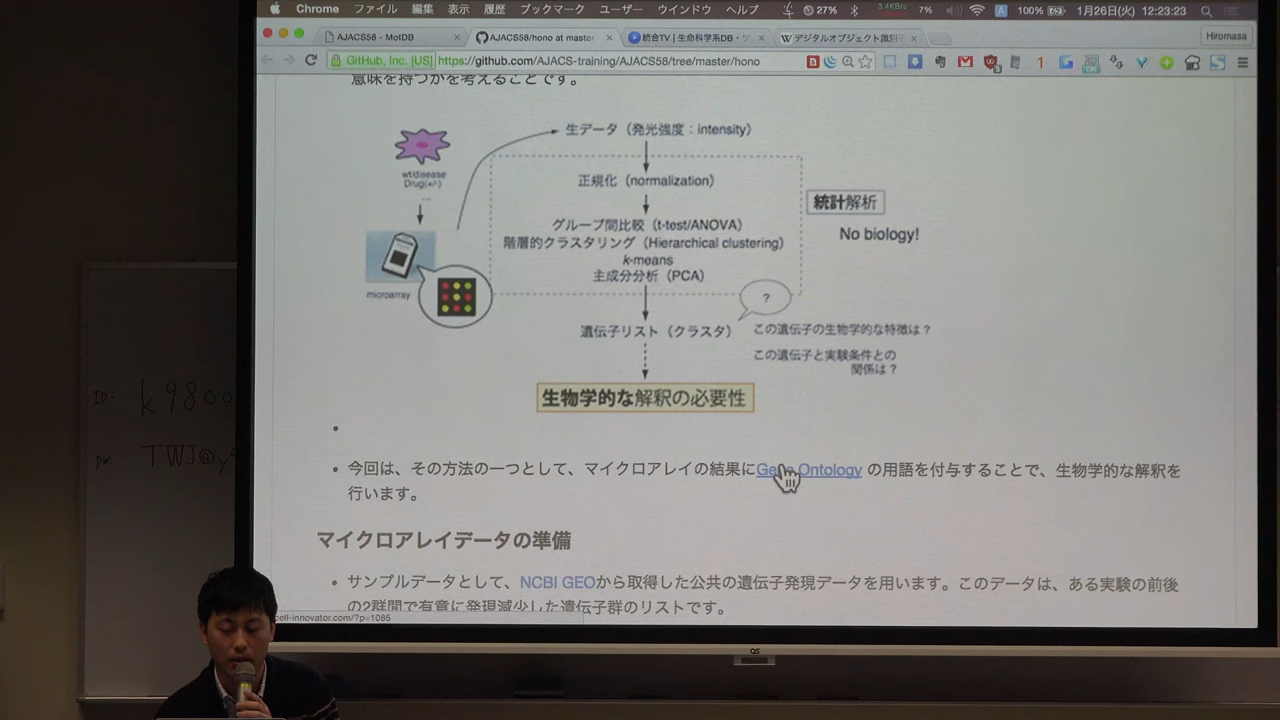 Chrome ファイル 編集 表示 履歴 ブックマーク ユーザー ウインドウ ヘルプ 27% 3.4KB/s 7% 100% 1月26日(火) 12:23:23
AJACS58 - MotDB
AJACS58/hono at master
統合TV | 生命科学系DB・ツ
デジタルオブジェクト識別子
Hiromasa
GitHub, Inc. [US] https://github.com/AJACS-training/AJACS58/tree/master/hono
意味を持つかを考えることです。
生データ（発光強度：intensity）
wt/disease
Drug(+/-)
...
正規化（normalization）
統計解析
No biology!
グループ間比較（t-test/ANOVA）
階層的クラスタリング（Hierarchical clustering）
k-means
主成分分析（PCA）
microarray
?
遺伝子リスト（クラスタ）
この遺伝子の生物学的な特徴は？
この遺伝子と実験条件との
関係は？
生物学的な解釈の必要性
今回は、その方法の一つとして、マイクロアレイの結果にGene Ontology の用語を付与することで、生物学的な解釈を
行います。
マイクロアレイデータの準備
サンプルデータとして、NCBI GEOから取得した公共の遺伝子発現データを用います。このデータは、ある実験の前後
の2群間で有意に発現減少した遺伝子群のリストです。
cell-innovator.com/?p=1085
ID: k9800
pw: TWJ@y